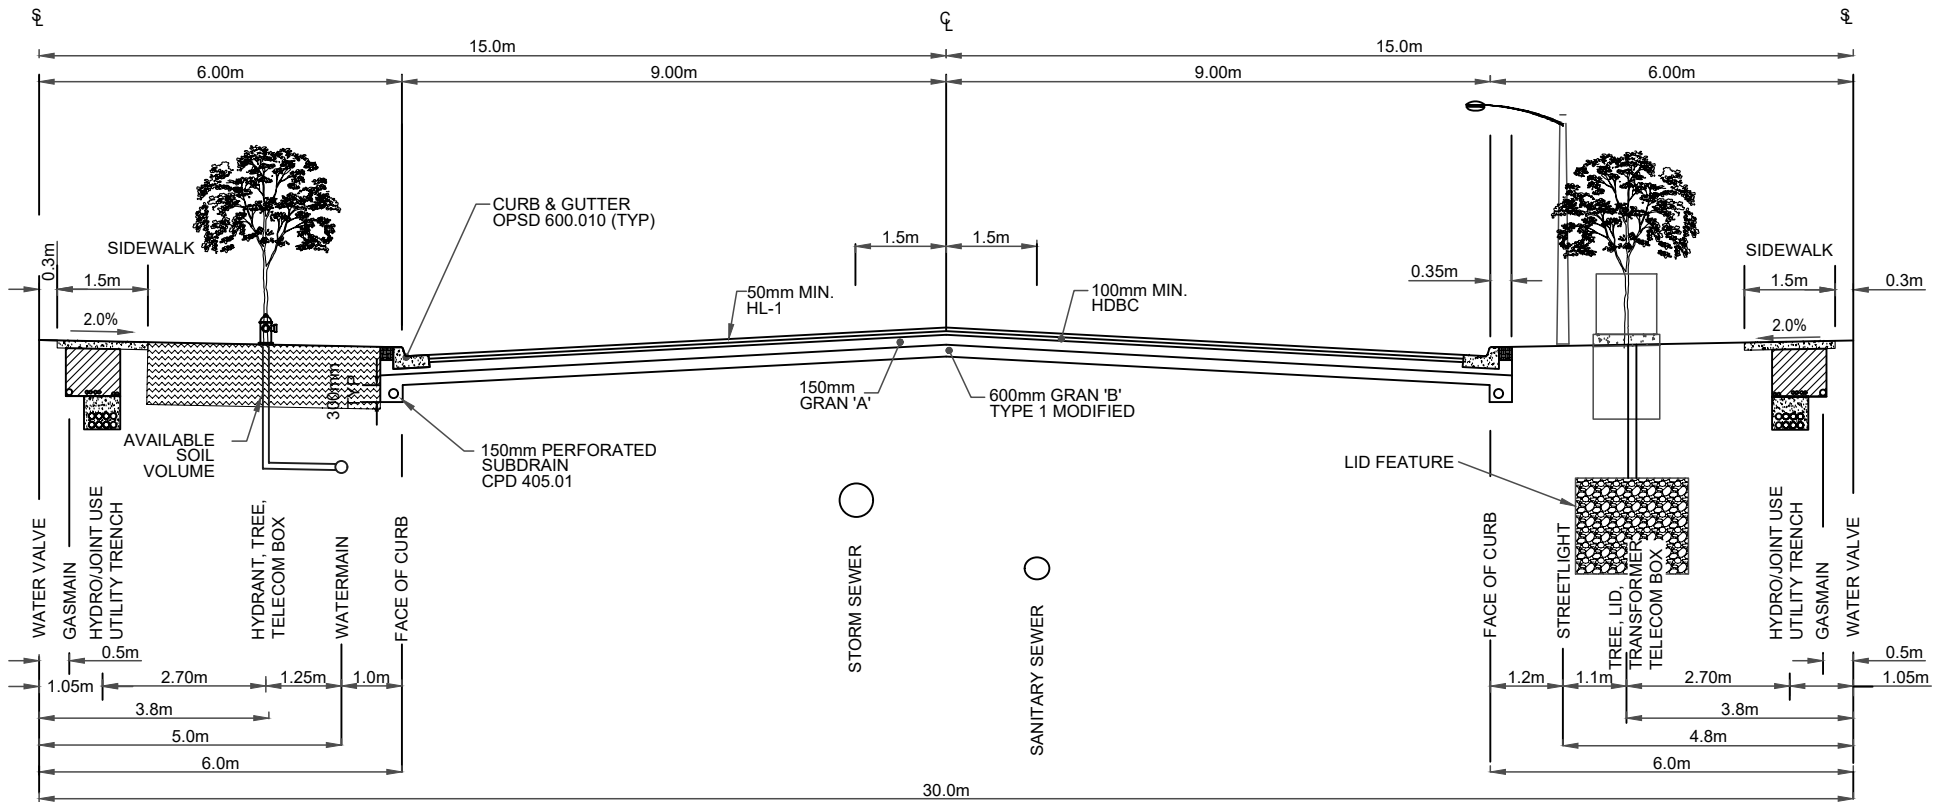 SL
CL
SL
15.0m
15.0m
6.00m
9.00m
9.00m
6.00m
CURB & GUTTER
OPSD 600.010 (TYP)
SIDEWALK
0.3m
1.5m
2.0%
1.5m
1.5m
50mm MIN.
HL-1
100mm MIN.
HDBC
0.35m
SIDEWALK
1.5m
0.3m
2.0%
300mm
TYP
150mm
GRAN 'A'
600mm GRAN 'B'
TYPE 1 MODIFIED
AVAILABLE
SOIL
VOLUME
150mm PERFORATED
SUBDRAIN
CPD 405.01
LID FEATURE
WATER VALVE
GASMAIN
HYDRO/JOINT USE
UTILITY TRENCH
HYDRANT, TREE,
TELECOM BOX
WATERMAIN
FACE OF CURB
STORM SEWER
SANITARY SEWER
FACE OF CURB
STREETLIGHT
TREE, LID,
TRANSFORMER
TELECOM BOX
HYDRO/JOINT USE
UTILITY TRENCH
GASMAIN
WATER VALVE
0.5m
0.5m
1.05m
2.70m
1.25m
1.0m
1.2m
1.1m
2.70m
1.05m
3.8m
3.8m
5.0m
4.8m
6.0m
6.0m
30.0m